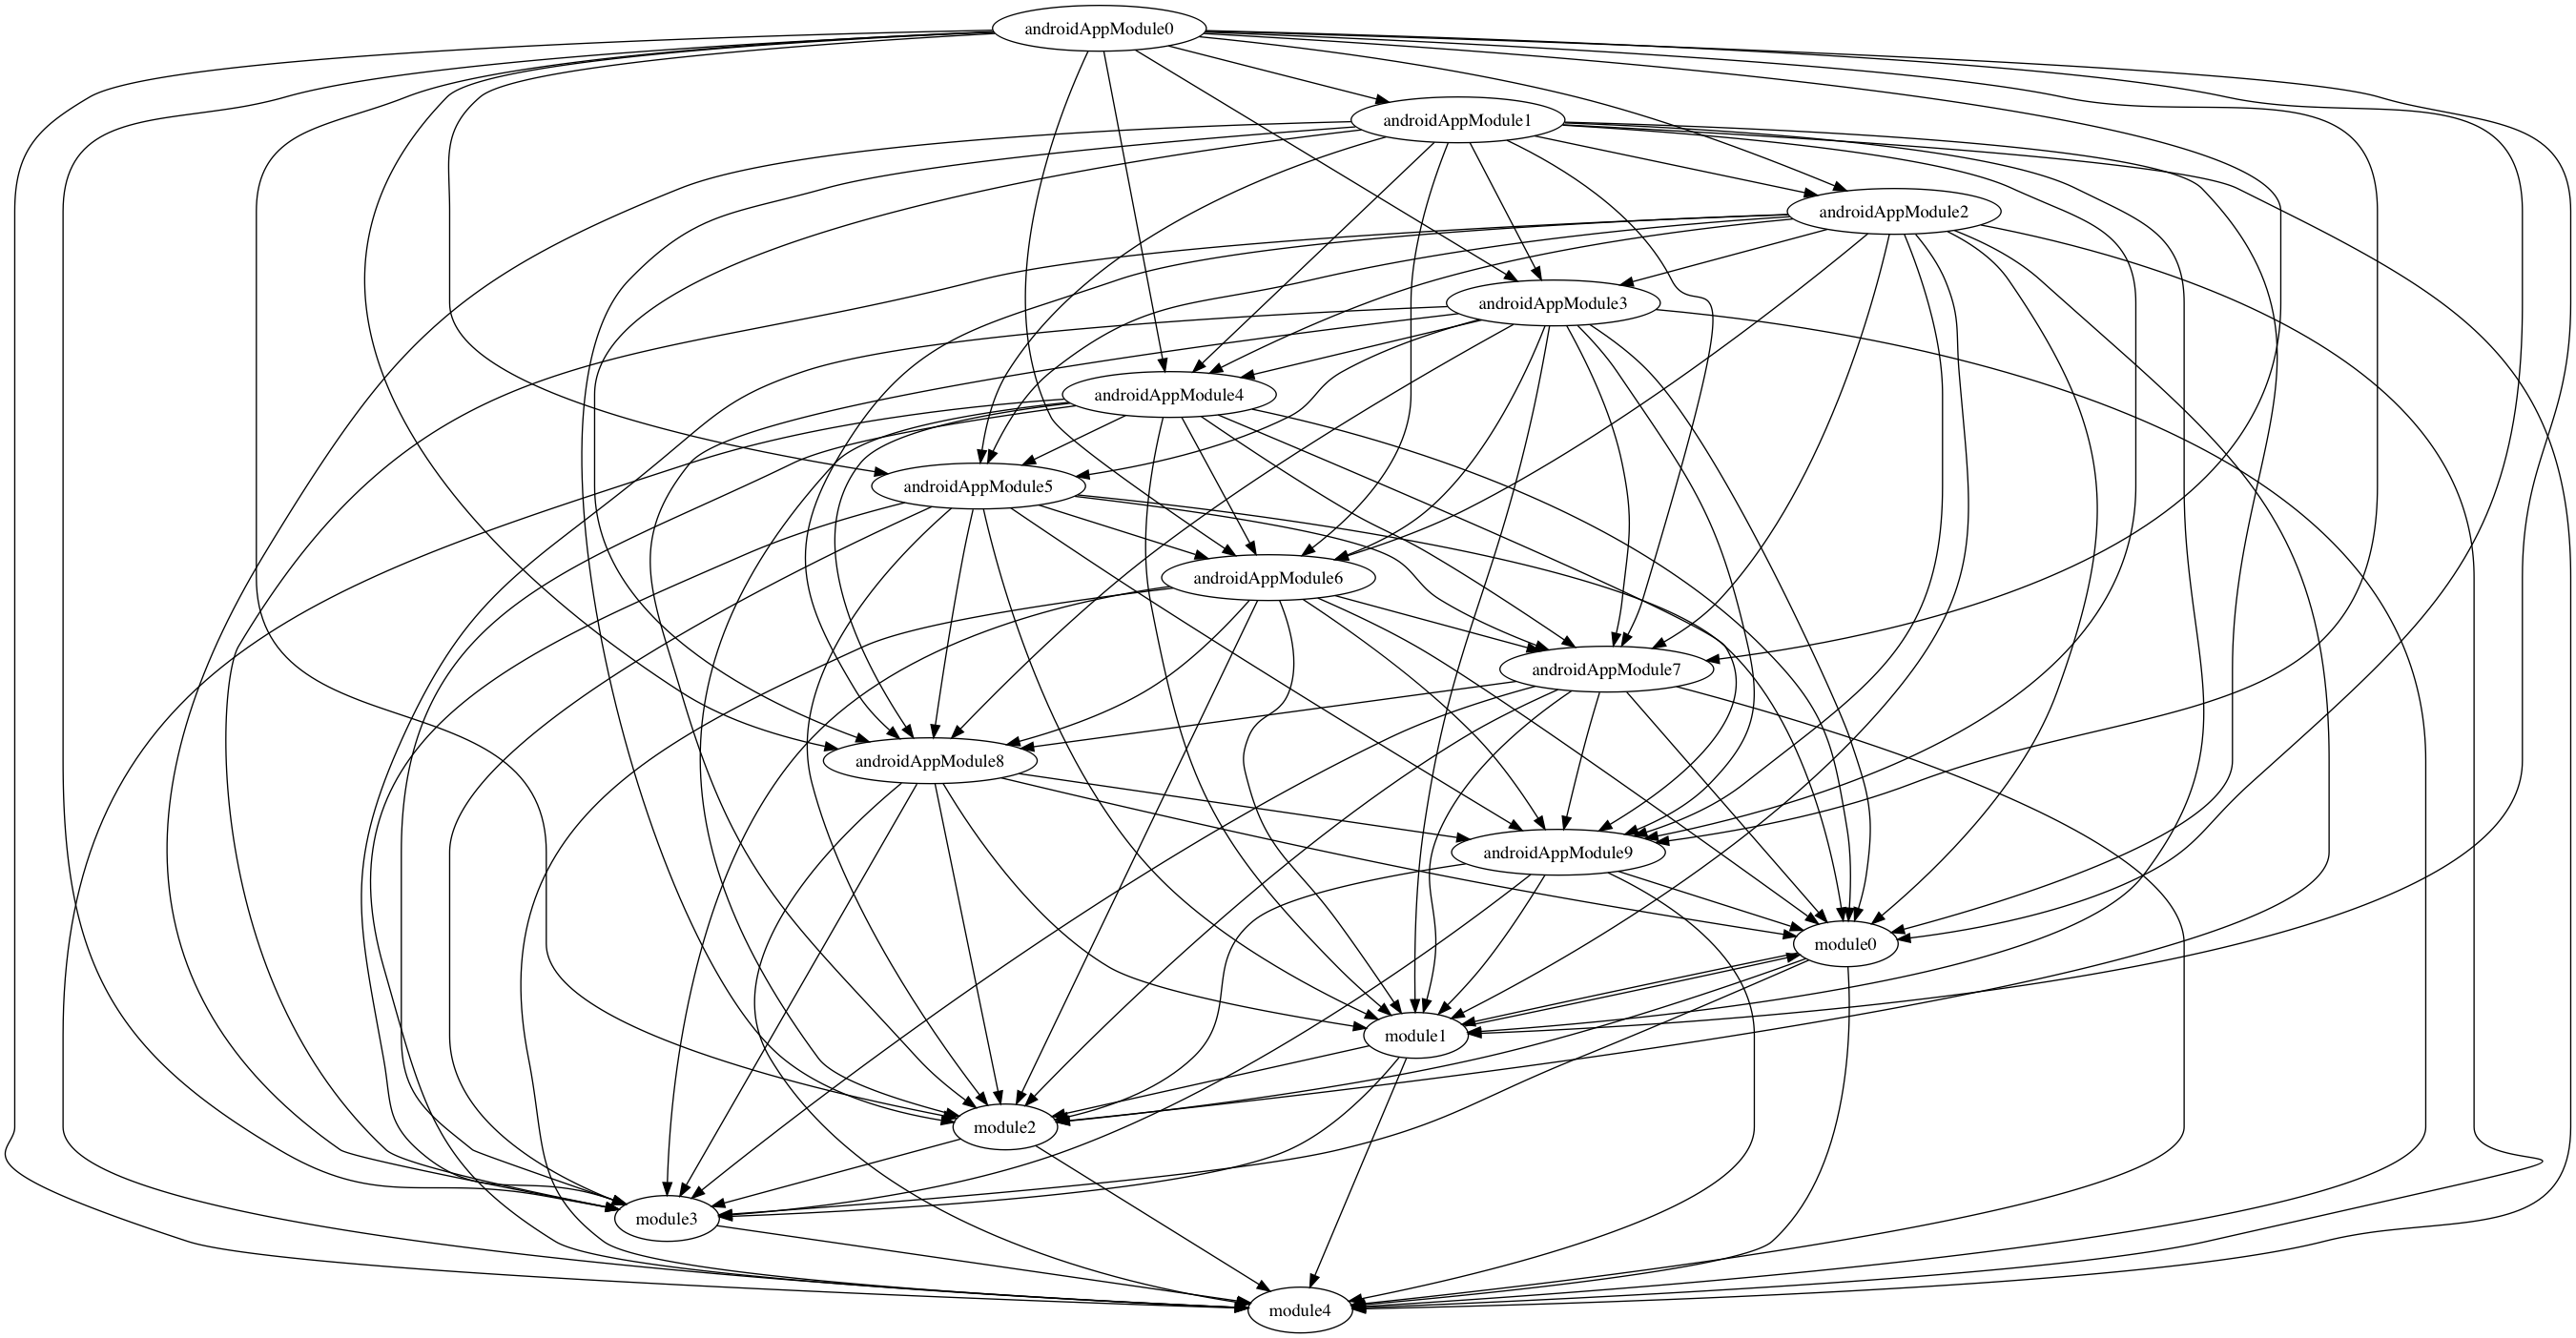 androidAppModule0
androidAppModule1
androidAppModule2
androidAppModule3
androidAppModule4
androidAppModule5
androidAppModule6
androidAppModule7
androidAppModule8
androidAppModule9
module0
module1
module2
module3
module4